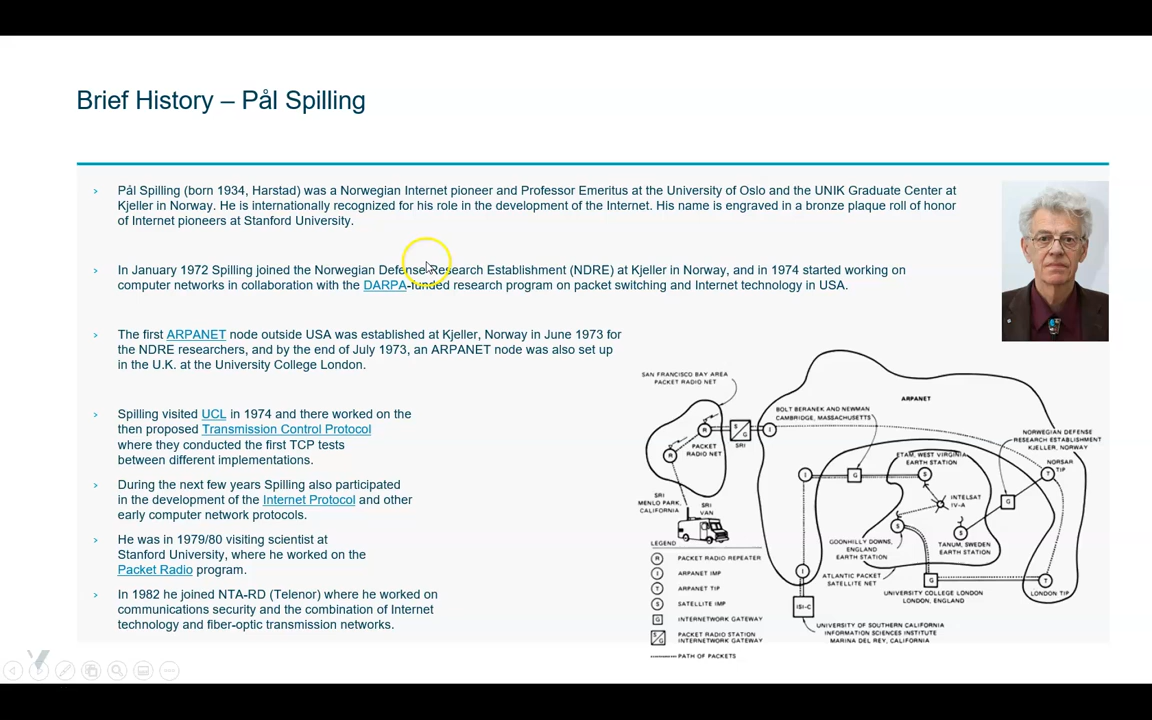 Brief History – Pål Spilling
› Pål Spilling (born 1934, Harstad) was a Norwegian Internet pioneer and Professor Emeritus at the University of Oslo and the UNIK Graduate Center at
Kjeller in Norway. He is internationally recognized for his role in the development of the Internet. His name is engraved in a bronze plaque roll of honor
of Internet pioneers at Stanford University.
› In January 1972 Spilling joined the Norwegian Defense Research Establishment (NDRE) at Kjeller in Norway, and in 1974 started working on
computer networks in collaboration with the DARPA-funded research program on packet switching and Internet technology in USA.
› The first ARPANET node outside USA was established at Kjeller, Norway in June 1973 for
the NDRE researchers, and by the end of July 1973, an ARPANET node was also set up
in the U.K. at the University College London.
› Spilling visited UCL in 1974 and there worked on the
then proposed Transmission Control Protocol
where they conducted the first TCP tests
between different implementations.
› During the next few years Spilling also participated
in the development of the Internet Protocol and other
early computer network protocols.
› He was in 1979/80 visiting scientist at
Stanford University, where he worked on the
Packet Radio program.
› In 1982 he joined NTA-RD (Telenor) where he worked on
communications security and the combination of Internet
technology and fiber-optic transmission networks.
SAN FRANCISCO BAY AREA
PACKET RADIO NET
ARPANET
BOLT BERANEK AND NEWMAN
CAMBRIDGE, MASSACHUSETTS
NORWEGIAN DEFENSE
RESEARCH ESTABLISHMENT
KJELLER, NORWAY
R
S/G
I
SRI
PACKET
RADIO NET
R
ETAM, WEST VIRGINIA
EARTH STATION
NORSAR
TIP
T
I
G
S
SRI
MENLO PARK,
CALIFORNIA
SRI
VAN
INTELSAT
IV-A
G
S
S
GOONHILLY DOWNS,
ENGLAND
EARTH STATION
TANUM, SWEDEN
EARTH STATION
I
ATLANTIC PACKET
SATELLITE NET
G
T
UNIVERSITY COLLEGE LONDON
LONDON, ENGLAND
LONDON TIP
ISI-C
UNIVERSITY OF SOUTHERN CALIFORNIA
INFORMATION SCIENCES INSTITUTE
MARINA DEL REY, CALIFORNIA
LEGEND
R PACKET RADIO REPEATER
I ARPANET IMP
T ARPANET TIP
S SATELLITE IMP
G INTERNETWORK GATEWAY
S/G PACKET RADIO STATION
INTERNETWORK GATEWAY
PATH OF PACKETS